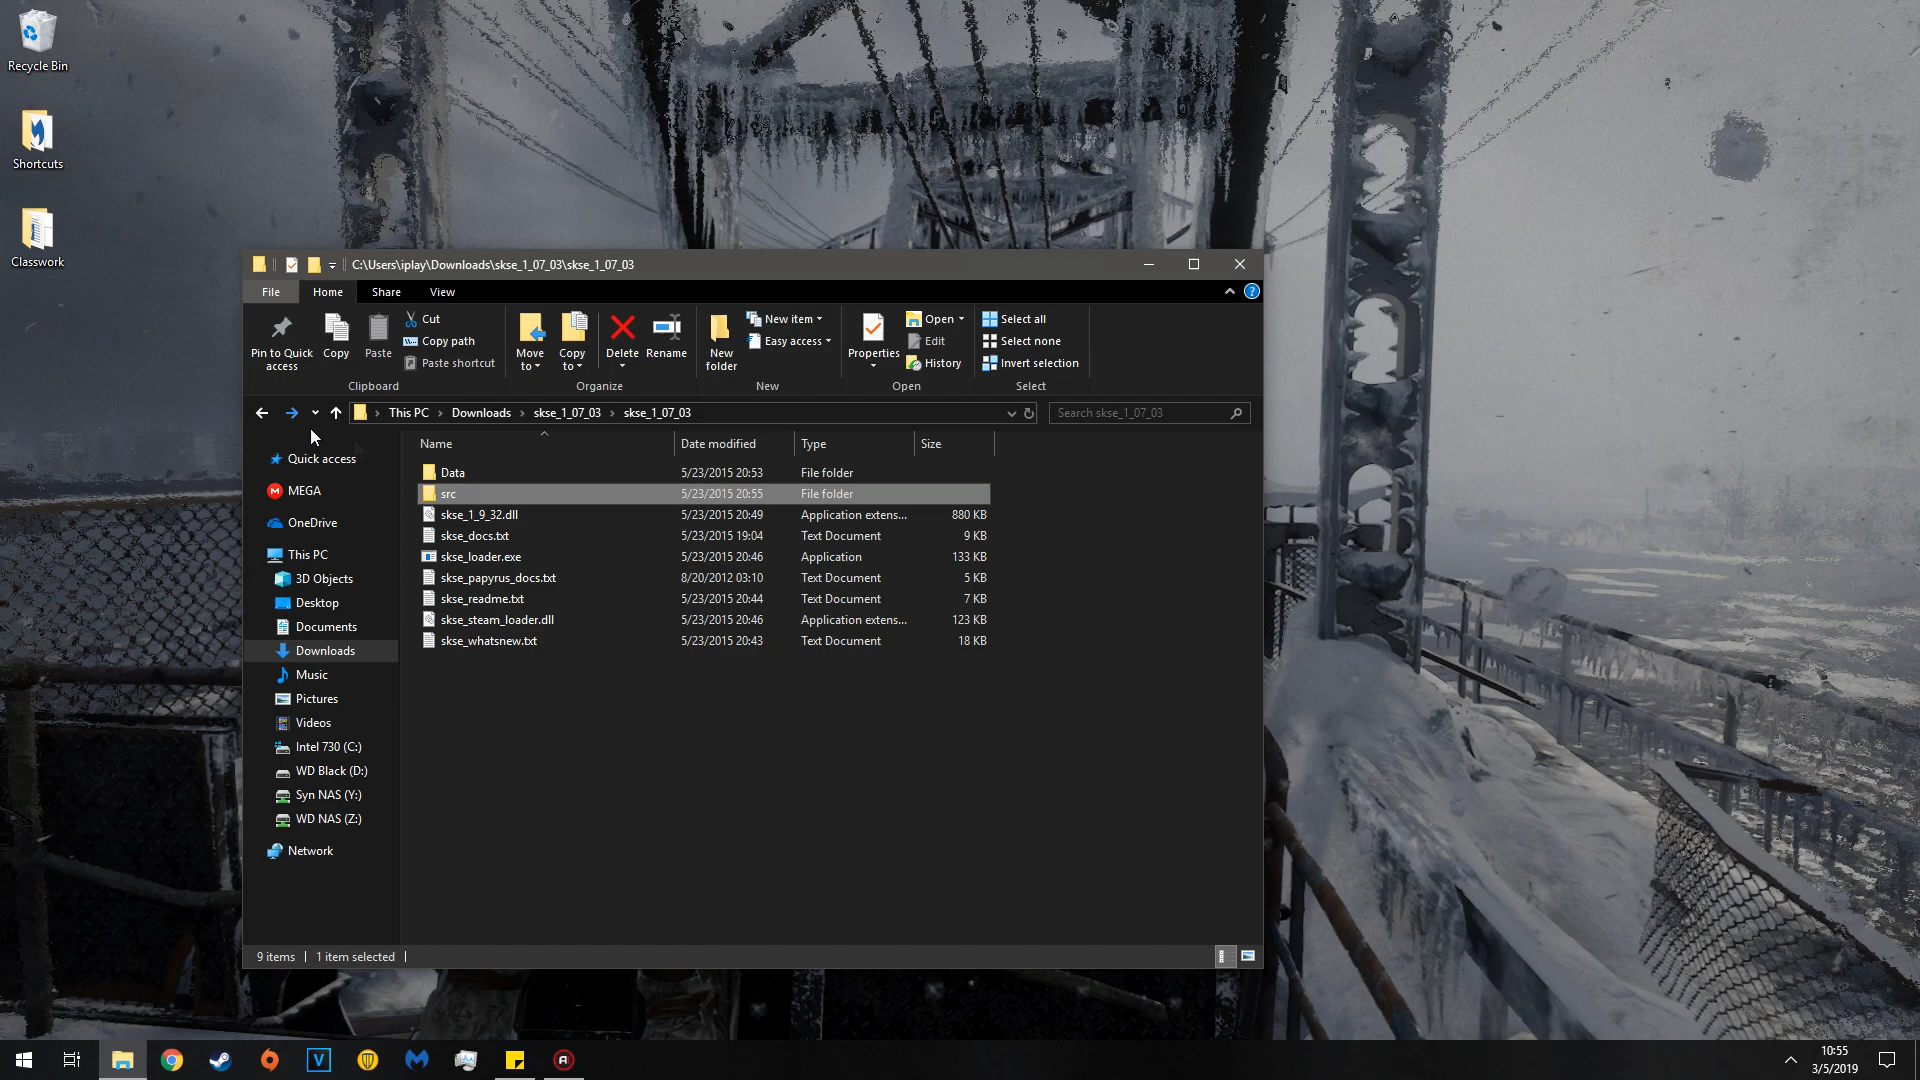 Recycle Bin
Shortcuts
Classwork
C:\Users\iplay\Downloads\skse_1_07_03\skse_1_07_03
File Home Share View
Pin to Quick access
Copy
Paste
Cut
Copy path
Paste shortcut
Clipboard
Move to
Copy to
Delete
Rename
Organize
New folder
New item
Easy access
New
Properties
Open
Edit
History
Open
Select all
Select none
Invert selection
Select
This PC Downloads skse_1_07_03 skse_1_07_03
Search skse_1_07_03
Quick access
MEGA
OneDrive
This PC
3D Objects
Desktop
Documents
Downloads
Music
Pictures
Videos
Intel 730 (C:)
WD Black (D:)
Syn NAS (Y:)
WD NAS (Z:)
Network
Name Date modified Type Size
Data 5/23/2015 20:53 File folder
src 5/23/2015 20:55 File folder
skse_1_9_32.dll 5/23/2015 20:49 Application extens... 880 KB
skse_docs.txt 5/23/2015 19:04 Text Document 9 KB
skse_loader.exe 5/23/2015 20:46 Application 133 KB
skse_papyrus_docs.txt 8/20/2012 03:10 Text Document 5 KB
skse_readme.txt 5/23/2015 20:44 Text Document 7 KB
skse_steam_loader.dll 5/23/2015 20:46 Application extens... 123 KB
skse_whatsnew.txt 5/23/2015 20:43 Text Document 18 KB
9 items 1 item selected
10:55
3/5/2019